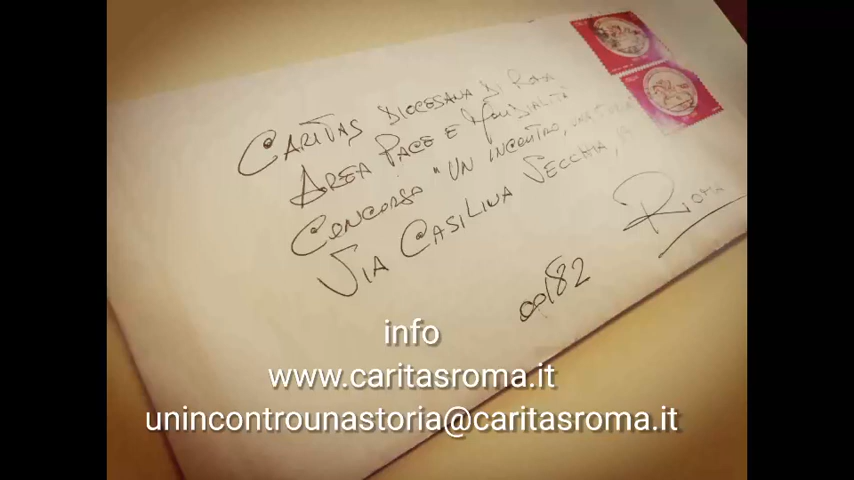 CARITAS DIOCESANA DI ROMA
AREA PACE E MONDIALITÀ
CONCORSO "UN INCONTRO, UNA
VIA CASILINA VECCHIA,
00182
ROMA
info
www.caritasroma.it
unincontrounastoria@caritasroma.it